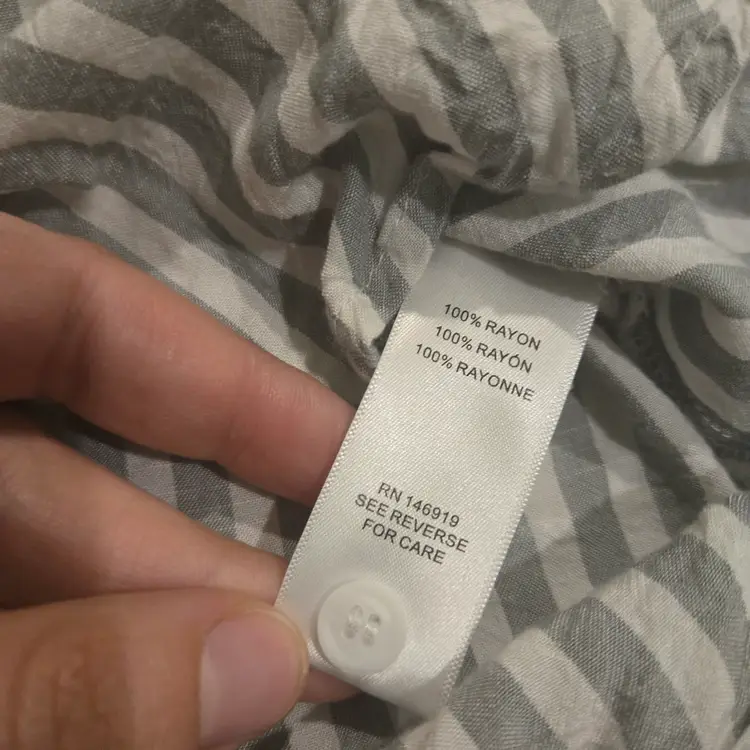 100% RAYON
100% RAYÓN
100% RAYONNE
RN 146919
SEE REVERSE
FOR CARE